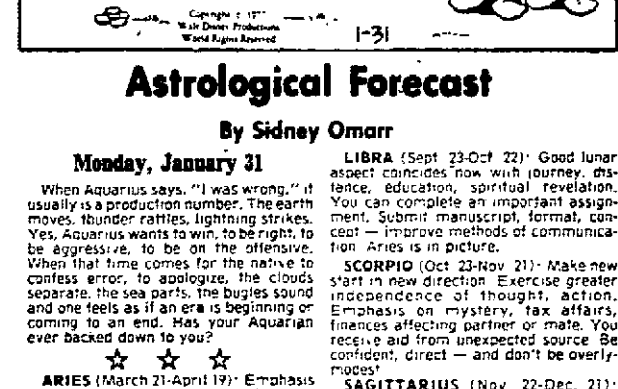 Copyright © 1977
Walt Disney Productions
World Rights Reserved
1-31
Astrological Forecast
By Sidney Omarr
Monday, January 31
When Aquarius says, "I was wrong," it
usually is a production number. The earth
moves, thunder rattles, lightning strikes.
Yes, Aquarius wants to win, to be right, to
be aggressive, to be on the offensive.
When that time comes for the native to
confess error, to apologize, the clouds
separate, the sea parts, the bugles sound
and one feels as if an era is beginning or
coming to an end. Has your Aquarian
ever backed down to you?
ARIES (March 21-April 19): Emphasis
LIBRA (Sept 23-Oct 22): Good lunar
aspect coincides now with journey, dis-
tance, education, spiritual revelation.
You can complete an important assign-
ment. Submit manuscript, format, con-
cept — improve methods of communica-
tion Aries is in picture.
SCORPIO (Oct 23-Nov 21): Make new
start in new direction Exercise greater
independence of thought, action.
Emphasis on mystery, tax affairs,
finances affecting partner or mate. You
receive aid from unexpected source Be
confident, direct — and don't be overly-
modest
SAGITTARIUS (Nov 22-Dec. 21):